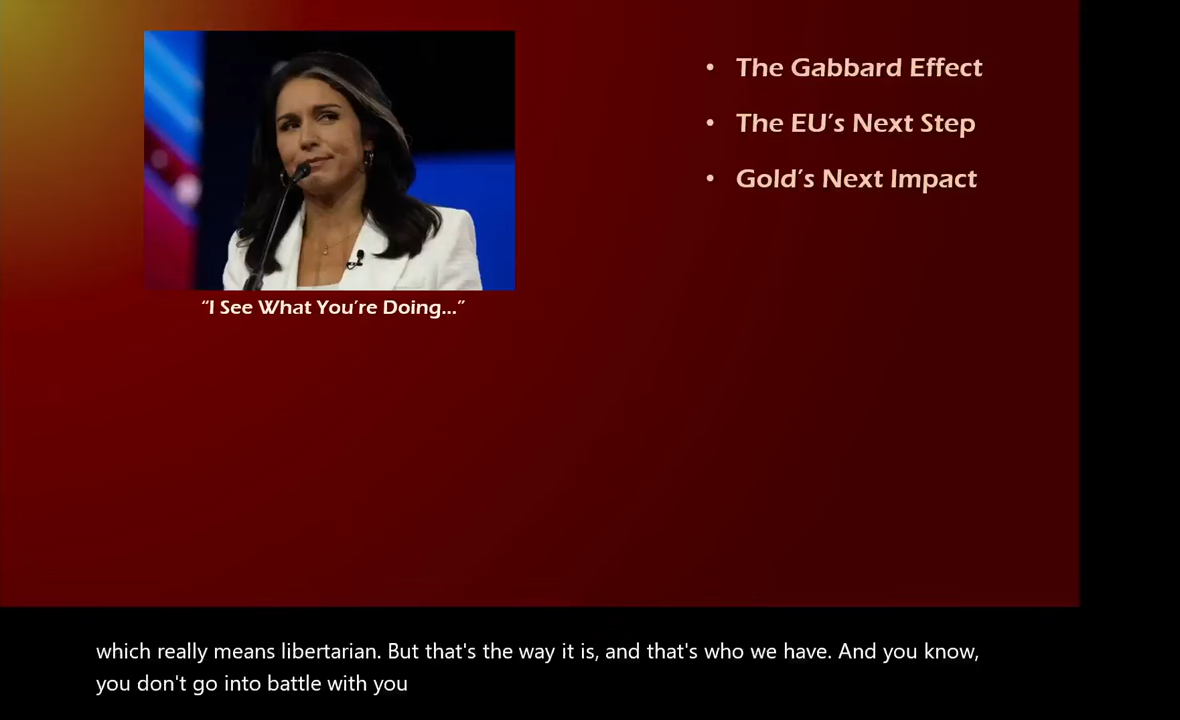 • The Gabbard Effect
• The EU's Next Step
• Gold's Next Impact
“I See What You're Doing...”
which really means libertarian. But that's the way it is, and that's who we have. And you know,
you don't go into battle with you